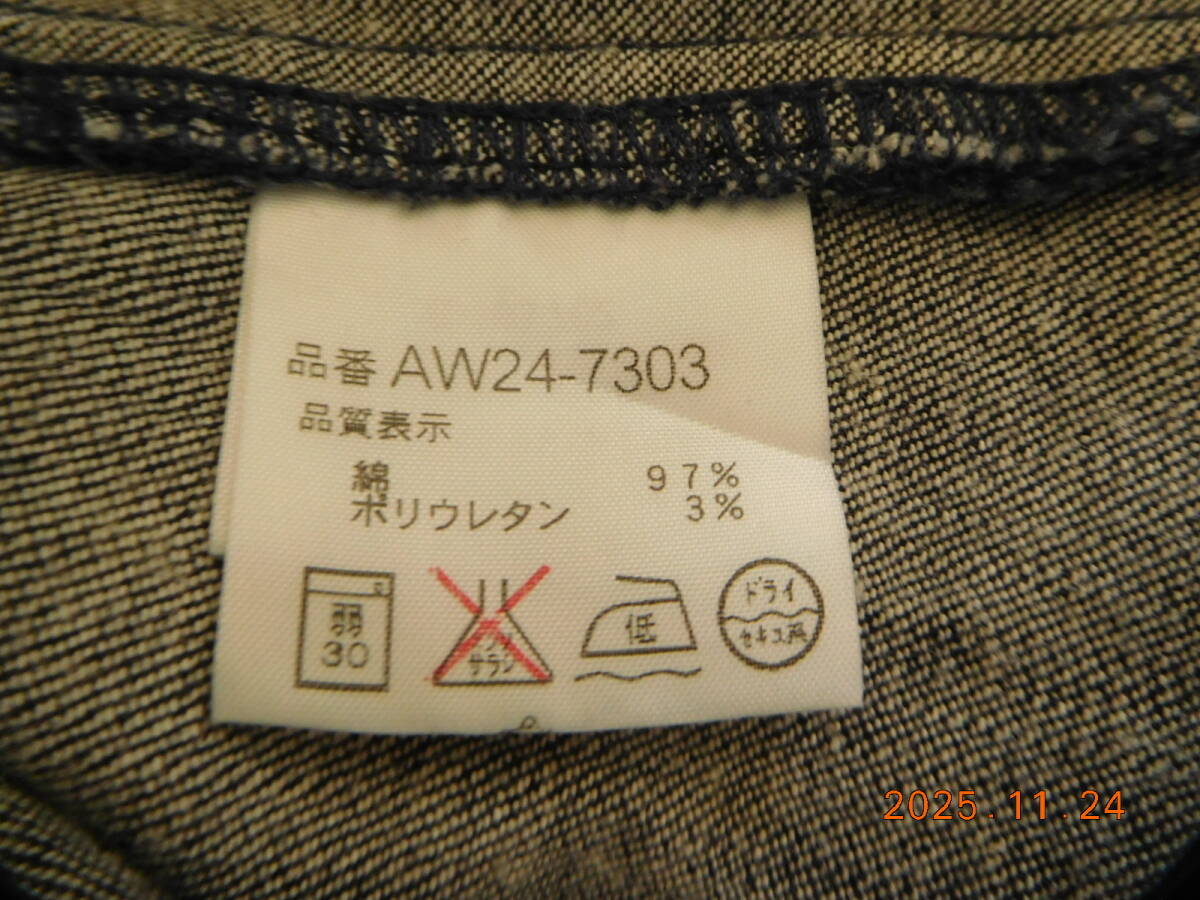 品番 AW24-7303
品質表示
綿 97%
ポリウレタン 3%
弱
30
サラシ
低
ドライ
セキユ系
2025.11.24